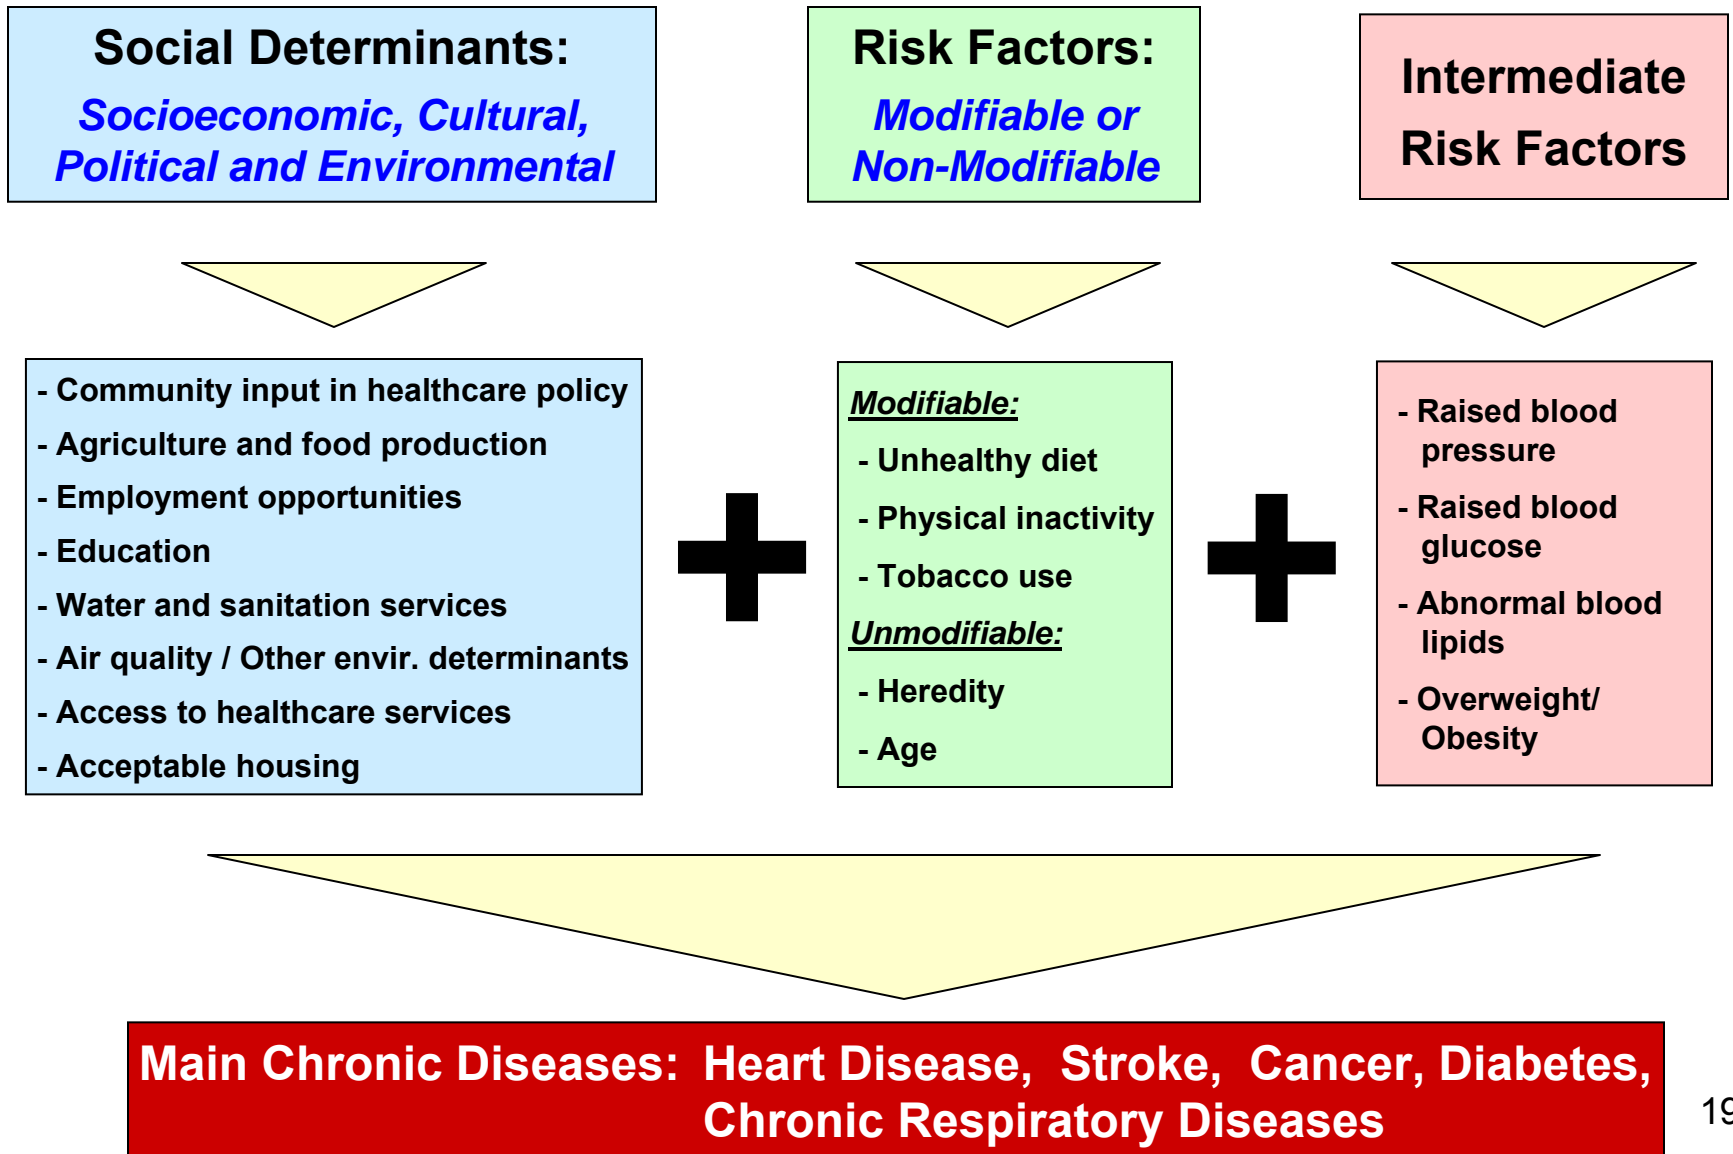 Social Determinants:
Socioeconomic, Cultural,
Political and Environmental
Risk Factors:
Modifiable or
Non-Modifiable
Intermediate
Risk Factors
- Community input in healthcare policy
- Agriculture and food production
- Employment opportunities
- Education
- Water and sanitation services
- Air quality / Other envir. determinants
- Access to healthcare services
- Acceptable housing
Modifiable:
- Unhealthy diet
- Physical inactivity
- Tobacco use
Unmodifiable:
- Heredity
- Age
- Raised blood
pressure
- Raised blood
glucose
- Abnormal blood
lipids
- Overweight/
Obesity
Main Chronic Diseases: Heart Disease, Stroke, Cancer, Diabetes,
Chronic Respiratory Diseases
19